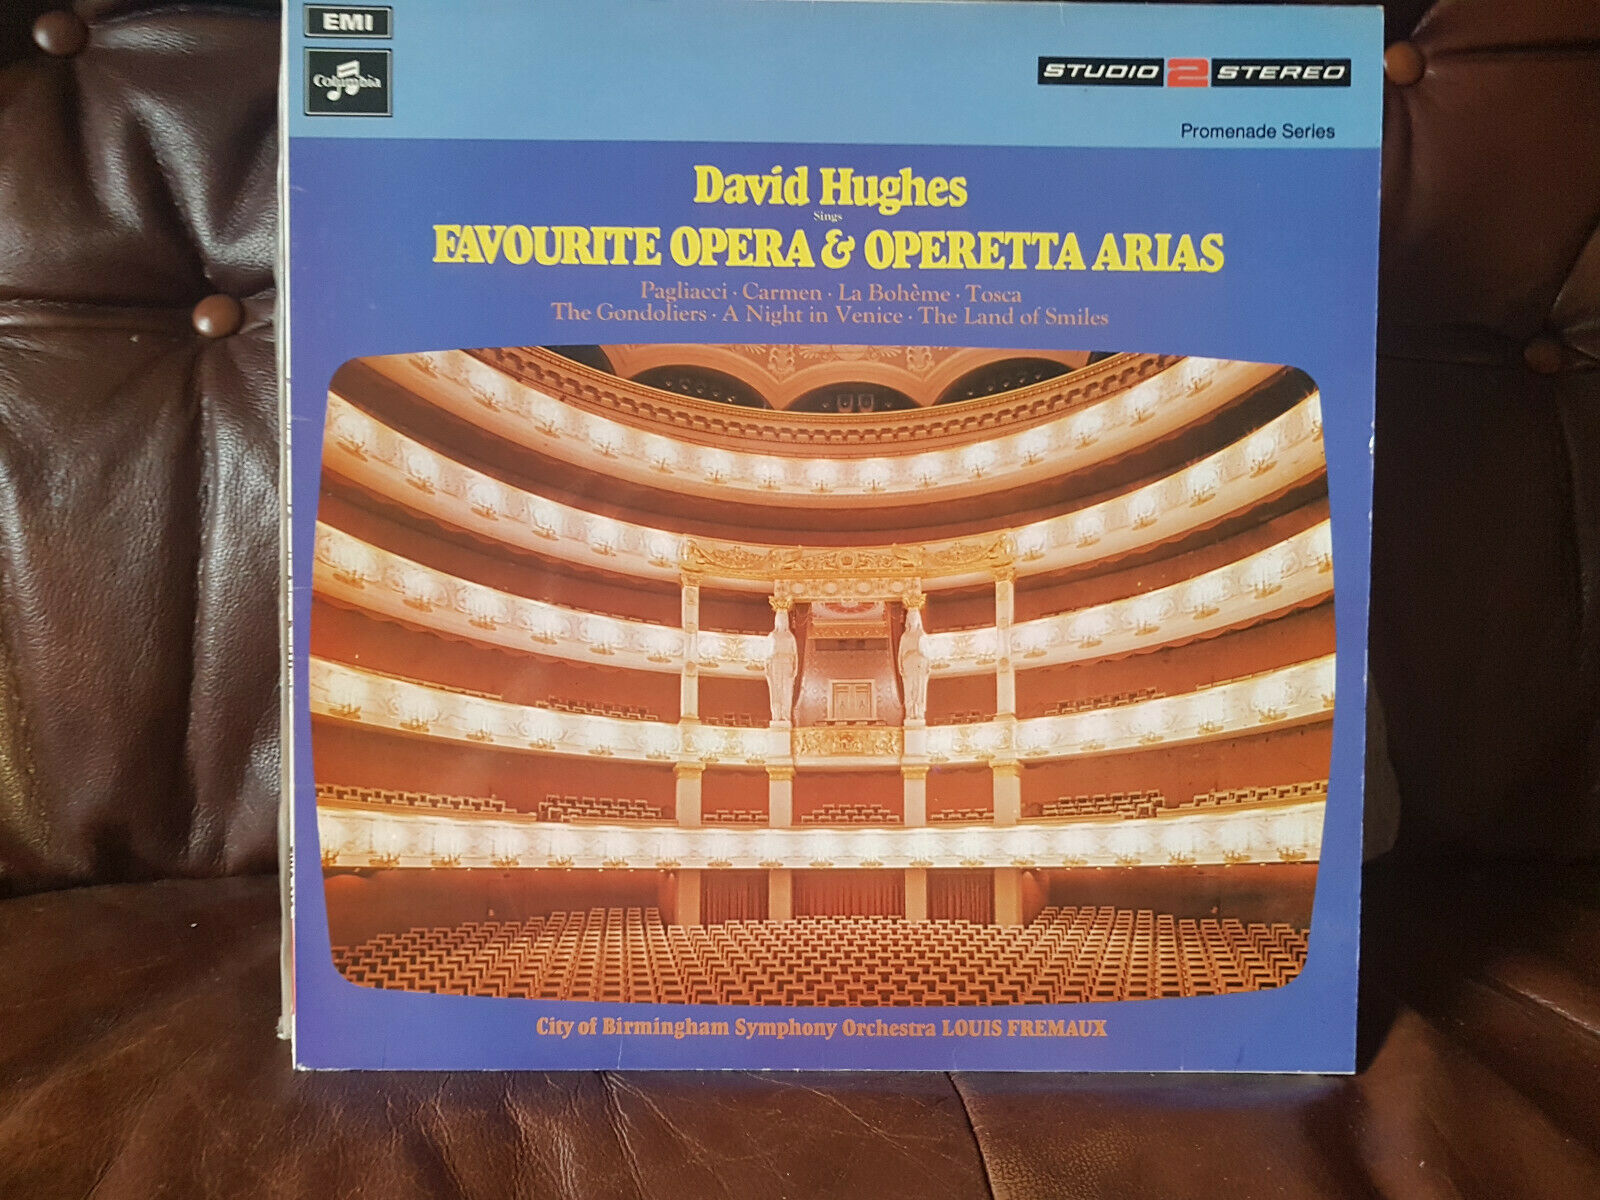 EMI
Columbia
STUDIO 2 STEREO
Promenade Series
David Hughes
Sings
FAVOURITE OPERA & OPERETTA ARIAS
Pagliacci · Carmen · La Bohème · Tosca
The Gondoliers · A Night in Venice · The Land of Smiles
City of Birmingham Symphony Orchestra LOUIS FREMAUX